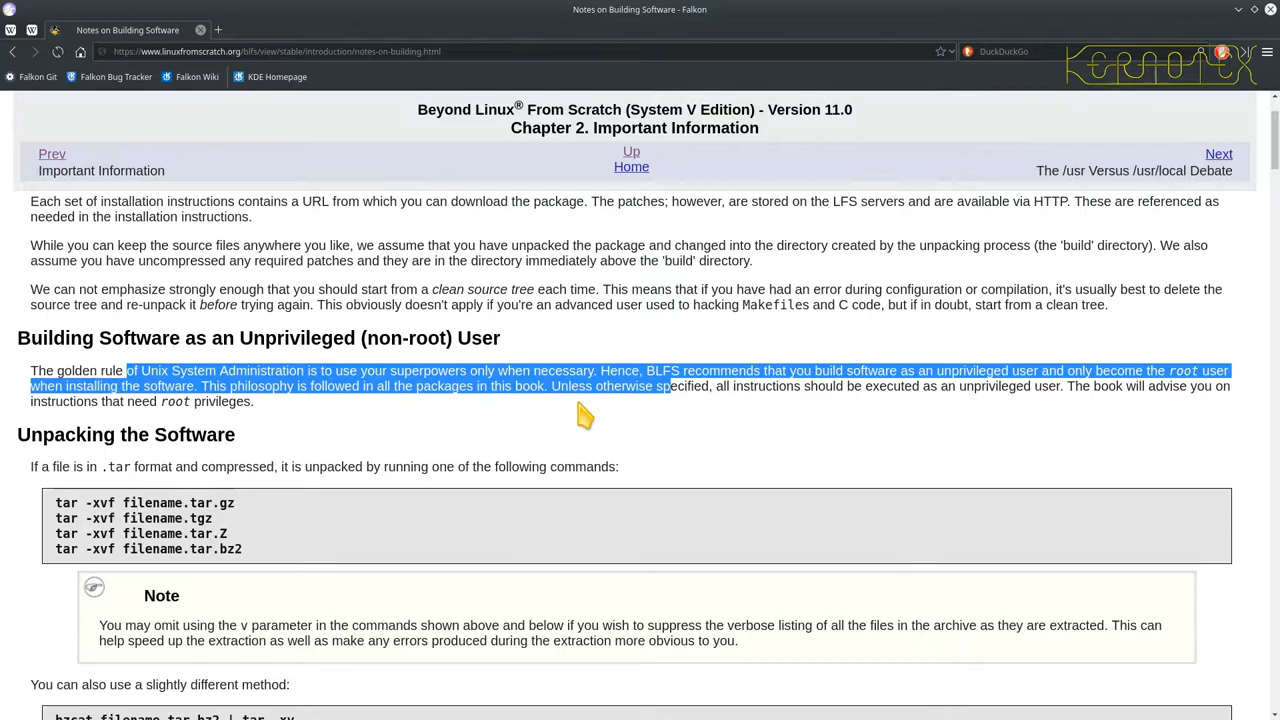 Notes on Building Software - Falkon
Notes on Building Software
https://www.linuxfromscratch.org/blfs/view/stable/introduction/notes-on-building.html
DuckDuckGo
Falkon Git
Falkon Bug Tracker
Falkon Wiki
KDE Homepage
KERNOTEX
Beyond Linux® From Scratch (System V Edition) - Version 11.0
Chapter 2. Important Information
Prev
Up
Next
Important Information
Home
The /usr Versus /usr/local Debate
Each set of installation instructions contains a URL from which you can download the package. The patches; however, are stored on the LFS servers and are available via HTTP. These are referenced as
needed in the installation instructions.
While you can keep the source files anywhere you like, we assume that you have unpacked the package and changed into the directory created by the unpacking process (the 'build' directory). We also
assume you have uncompressed any required patches and they are in the directory immediately above the 'build' directory.
We can not emphasize strongly enough that you should start from a clean source tree each time. This means that if you have had an error during configuration or compilation, it's usually best to delete the
source tree and re-unpack it before trying again. This obviously doesn't apply if you're an advanced user used to hacking Makefiles and C code, but if in doubt, start from a clean tree.
Building Software as an Unprivileged (non-root) User
The golden rule of Unix System Administration is to use your superpowers only when necessary. Hence, BLFS recommends that you build software as an unprivileged user and only become the root user
when installing the software. This philosophy is followed in all the packages in this book. Unless otherwise specified, all instructions should be executed as an unprivileged user. The book will advise you on
instructions that need root privileges.
Unpacking the Software
If a file is in .tar format and compressed, it is unpacked by running one of the following commands:
tar -xvf filename.tar.gz
tar -xvf filename.tgz
tar -xvf filename.tar.Z
tar -xvf filename.tar.bz2
Note
You may omit using the v parameter in the commands shown above and below if you wish to suppress the verbose listing of all the files in the archive as they are extracted. This can
help speed up the extraction as well as make any errors produced during the extraction more obvious to you.
You can also use a slightly different method:
bzcat filename.tar.bz2 | tar -xv